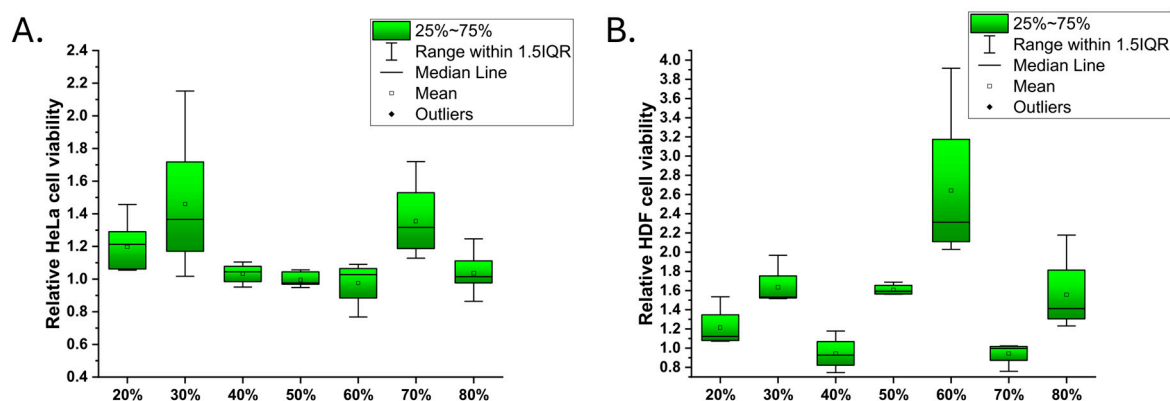 A.
25%~75%
Range within 1.5IQR
Median Line
Mean
Outliers
Relative HeLa cell viability
2.4
2.2
2.0
1.8
1.6
1.4
1.2
1.0
0.8
0.6
0.4
20% 30% 40% 50% 60% 70% 80%
B.
25%~75%
Range within 1.5IQR
Median Line
Mean
Outliers
Relative HDF cell viability
4.0
3.8
3.6
3.4
3.2
3.0
2.8
2.6
2.4
2.2
2.0
1.8
1.6
1.4
1.2
1.0
0.8
20% 30% 40% 50% 60% 70% 80%